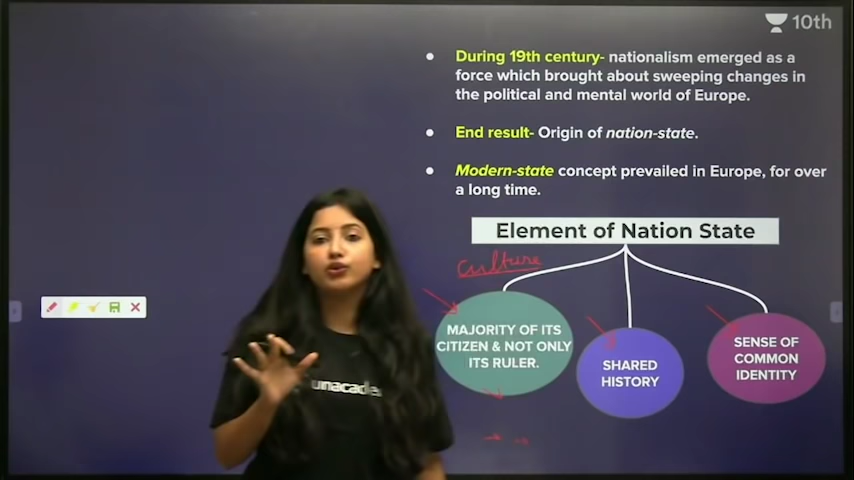 10th
● During 19th century- nationalism emerged as a
force which brought about sweeping changes in
the political and mental world of Europe.
● End result- Origin of nation-state.
● Modern-state concept prevailed in Europe, for over
a long time.
Element of Nation State
culture
MAJORITY OF ITS
CITIZEN & NOT ONLY
ITS RULER.
SHARED
HISTORY
SENSE OF
COMMON
IDENTITY
unacade